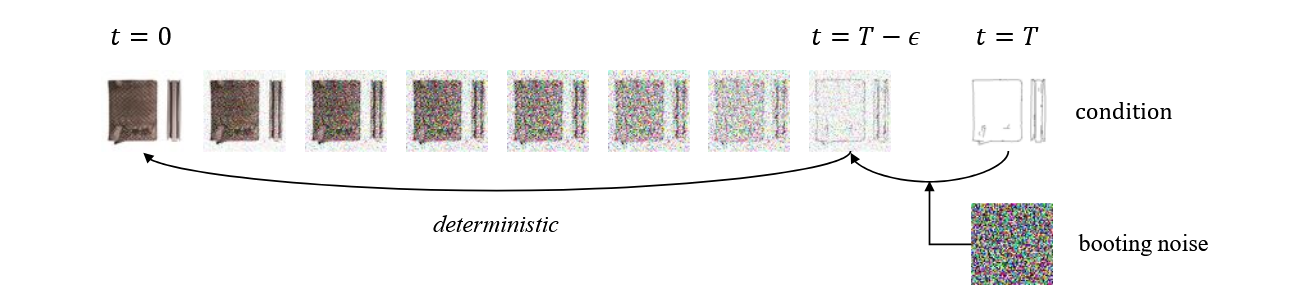 t = 0
t = T − ϵ
t = T
condition
deterministic
booting noise